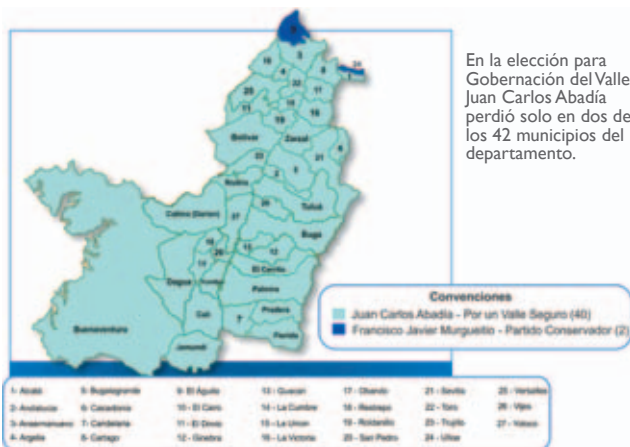 En la elección para
Gobernación del Valle
Juan Carlos Abadía
perdió solo en dos de
los 42 municipios del
departamento.
Bolívar
Zarzal
Tuluá
Calima (Darien)
Buga
El Cerrito
Dagua
Palmira
Buenaventura
Cali
Pradera
Florida
Jamundí
Convenciones
Juan Carlos Abadía - Por un Valle Seguro (40)
Francisco Javier Murgueitio - Partido Conservador (2)
1- Alcalá
2- Andalucía
3- Ansermanuevo
4- Argelia
5- Bugalagrande
6- Caicedonia
7- Candelaria
8- Cartago
9- El Águila
10 - El Cairo
11 - El Dovio
12 - Ginebra
13 - Guacarí
14 - La Cumbre
15 - La Unión
16 - La Victoria
17 - Obando
18 - Restrepo
19 - Roldanillo
20 - San Pedro
21 - Sevilla
22 - Toro
23 - Trujillo
24 - Ulloa
25 - Versalles
26 - Vijes
27 - Yotoco